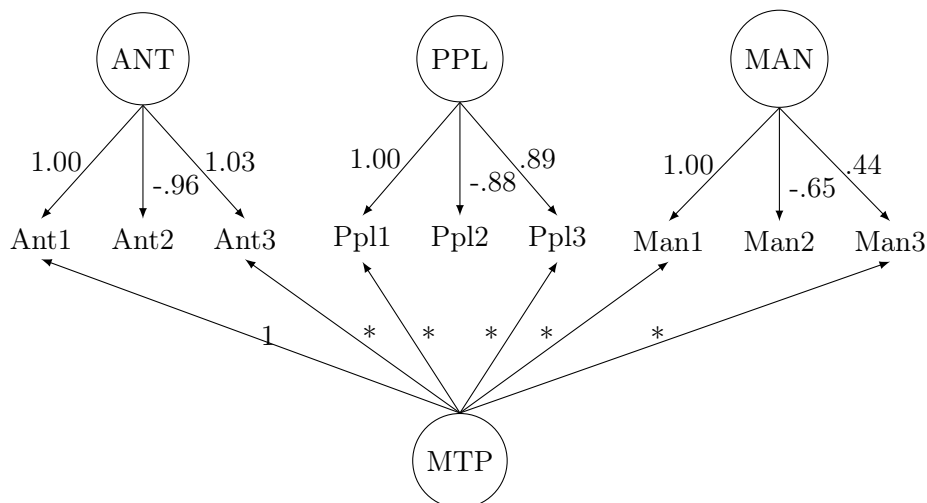 ANT PPL MAN
1.00 1.03 1.00 .89 1.00 .44
-.96 -.88 -.65
Ant1 Ant2 Ant3 Ppl1 Ppl2 Ppl3 Man1 Man2 Man3
1 * * * * *
MTP